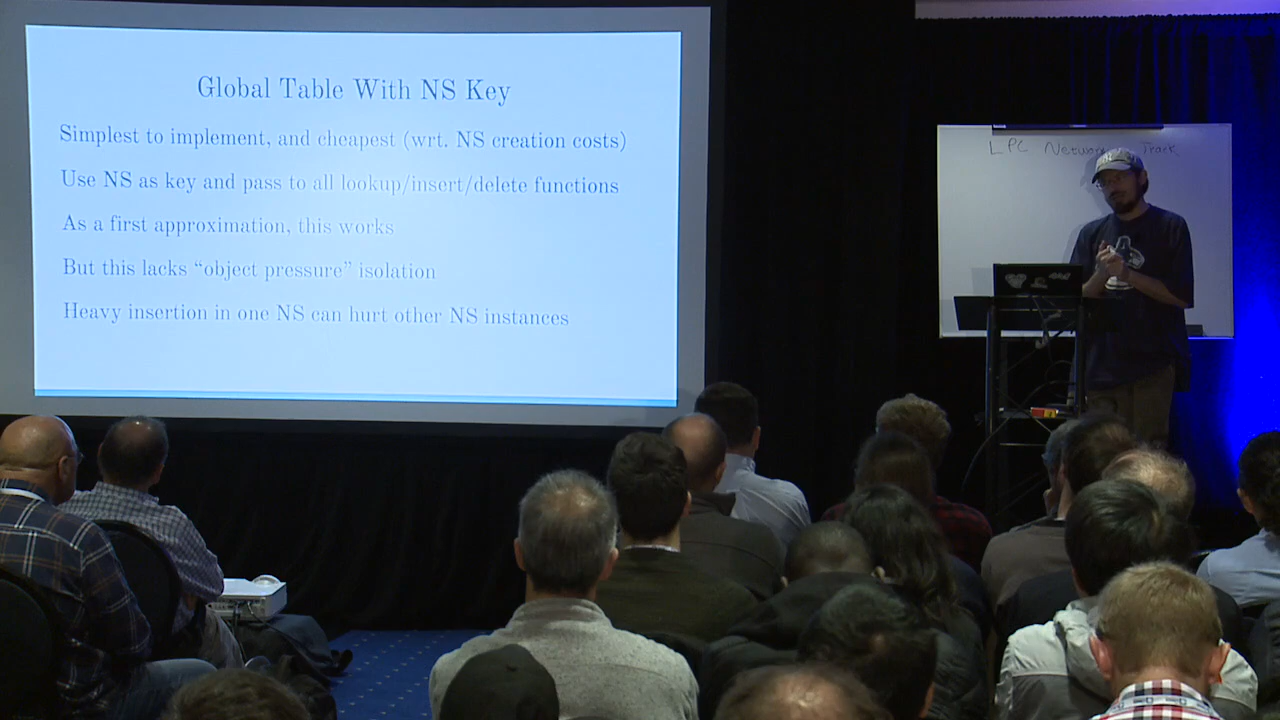 Global Table With NS Key
Simplest to implement, and cheapest (wrt. NS creation costs)
Use NS as key and pass to all lookup/insert/delete functions
As a first approximation, this works
But this lacks “object pressure” isolation
Heavy insertion in one NS can hurt other NS instances
LPC Network Track